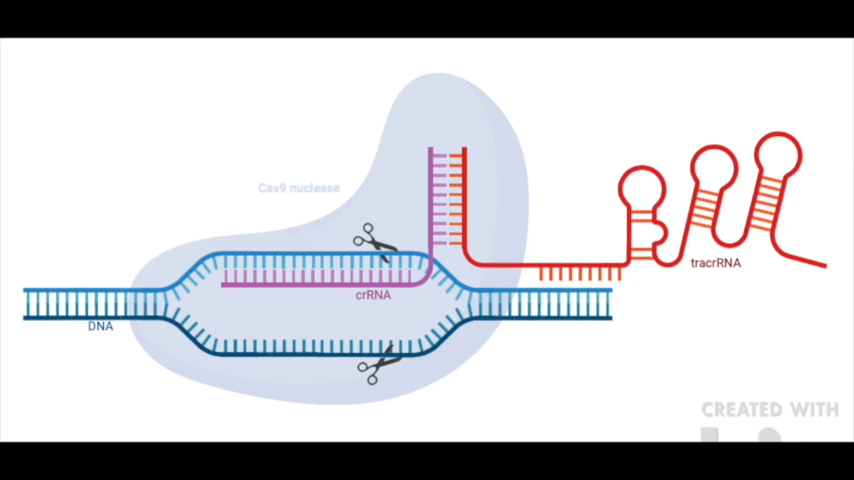 Cas9 nuclease
crRNA
tracrRNA
DNA
CREATED WITH